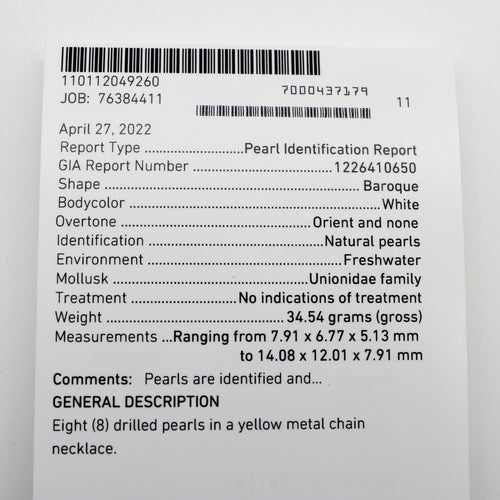 110112049260
JOB: 76384411
7000437179
11
April 27, 2022
Report Type ........................Pearl Identification Report
GIA Report Number ..................................1226410650
Shape ............................................................. Baroque
Bodycolor ............................................................White
Overtone ...............................................Orient and none
Identification .........................................Natural pearls
Environment .............................................Freshwater
Mollusk ..............................................Unionidae family
Treatment .......................No indications of treatment
Weight ................................................ 34.54 grams (gross)
Measurements ...Ranging from 7.91 x 6.77 x 5.13 mm
to 14.08 x 12.01 x 7.91 mm
Comments: Pearls are identified and...
GENERAL DESCRIPTION
Eight (8) drilled pearls in a yellow metal chain
necklace.